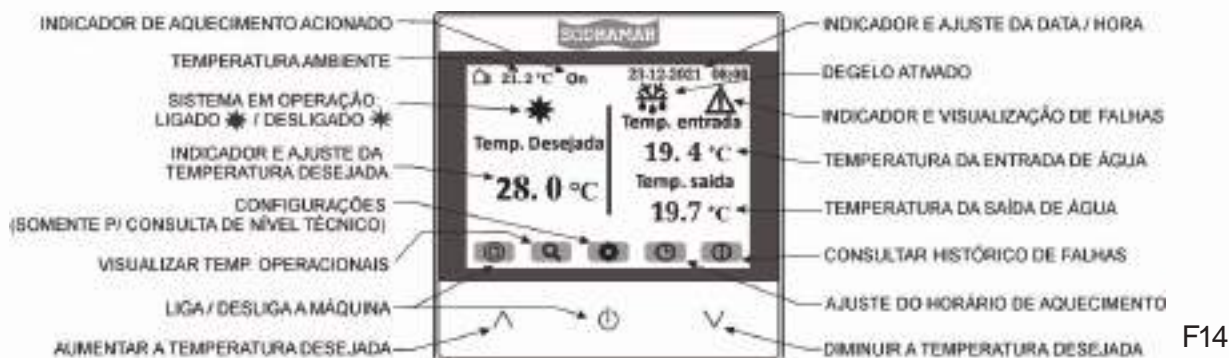 INDICADOR DE AQUECIMENTO ACIONADO
TEMPERATURA AMBIENTE
SISTEMA EM OPERAÇÃO
LIGADO / DESLIGADO
INDICADOR E AJUSTE DA
TEMPERATURA DESEJADA
CONFIGURAÇÕES
(SOMENTE P/ CONSULTA DE NÍVEL TÉCNICO)
VISUALIZAR TEMP. OPERACIONAIS
LIGA / DESLIGA A MÁQUINA
AUMENTAR A TEMPERATURA DESEJADA
SODRAMAR
21.2 °C On
23-12-2021
Temp. Desejada
28.0 °C
Temp. entrada
19.4 °C
Temp. saída
19.7 °C
INDICADOR E AJUSTE DA DATA / HORA
DEGELO ATIVADO
INDICADOR E VISUALIZAÇÃO DE FALHAS
TEMPERATURA DA ENTRADA DE ÁGUA
TEMPERATURA DA SAÍDA DE ÁGUA
CONSULTAR HISTÓRICO DE FALHAS
AJUSTE DO HORÁRIO DE AQUECIMENTO
DIMINUIR A TEMPERATURA DESEJADA
F14